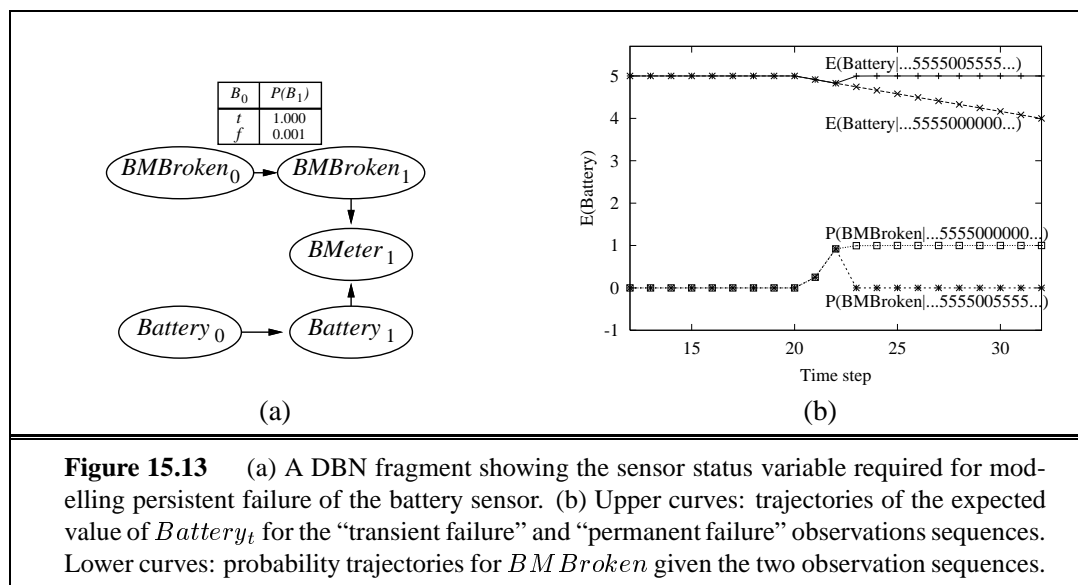 B0 P(B1)
t 1.000
f 0.001
BMBroken0
BMBroken1
BMeter1
Battery0
Battery1
(a)
E(Battery|...5555005555...)
E(Battery|...5555000000...)
P(BMBroken|...5555000000...)
P(BMBroken|...5555005555...)
E(Battery)
5
4
3
2
1
0
-1
15 20 25 30
Time step
(b)
Figure 15.13 (a) A DBN fragment showing the sensor status variable required for mod-
elling persistent failure of the battery sensor. (b) Upper curves: trajectories of the expected
value of Battery_t for the “transient failure” and “permanent failure” observations sequences.
Lower curves: probability trajectories for BMBroken given the two observation sequences.